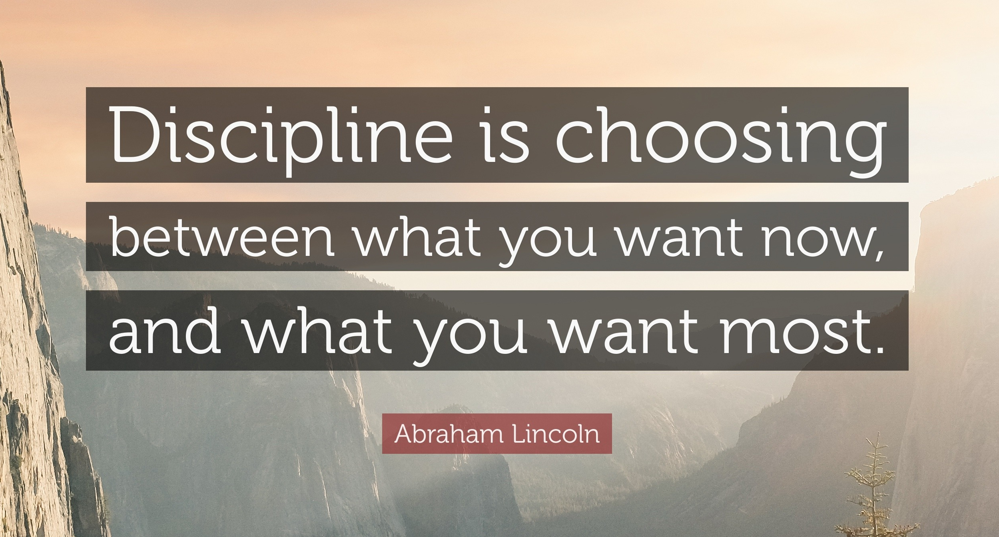 Discipline is choosing
between what you want now,
and what you want most.
Abraham Lincoln